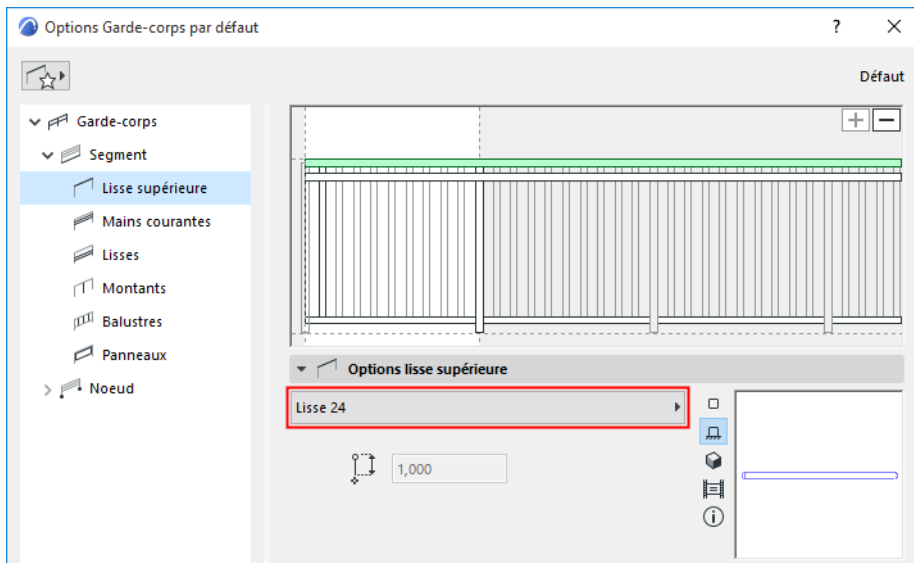 Options Garde-corps par défaut
?
Défaut
Garde-corps
Segment
Lisse supérieure
Mains courantes
Lisses
Montants
Balustres
Panneaux
Noeud
Options lisse supérieure
Lisse 24
1,000